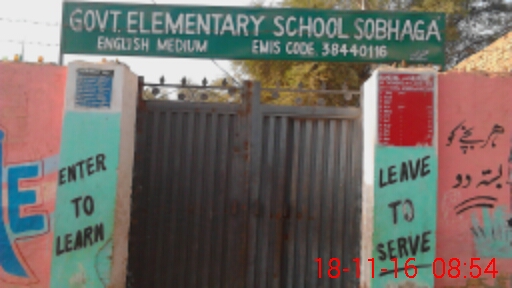 GOVT. ELEMENTARY SCHOOL SOBHAGA
ENGLISH MEDIUM EMIS CODE. 38440116
ENTER
TO
LEARN
LEAVE
TO
SERVE
ہر بچے کو
بستہ دو
18-11-16 08:54